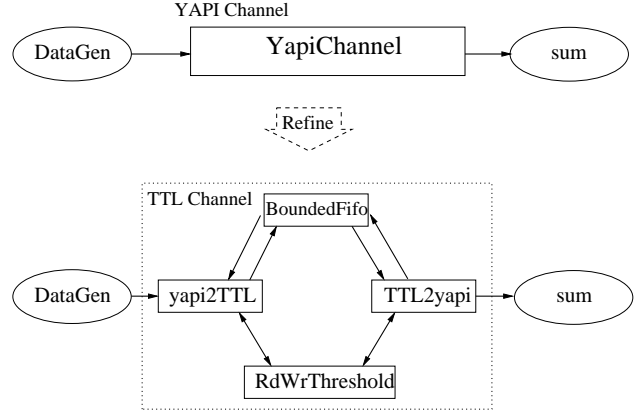 YAPI Channel
DataGen
YapiChannel
sum
Refine
TTL Channel
BoundedFifo
DataGen
yapi2TTL
TTL2yapi
sum
RdWrThreshold